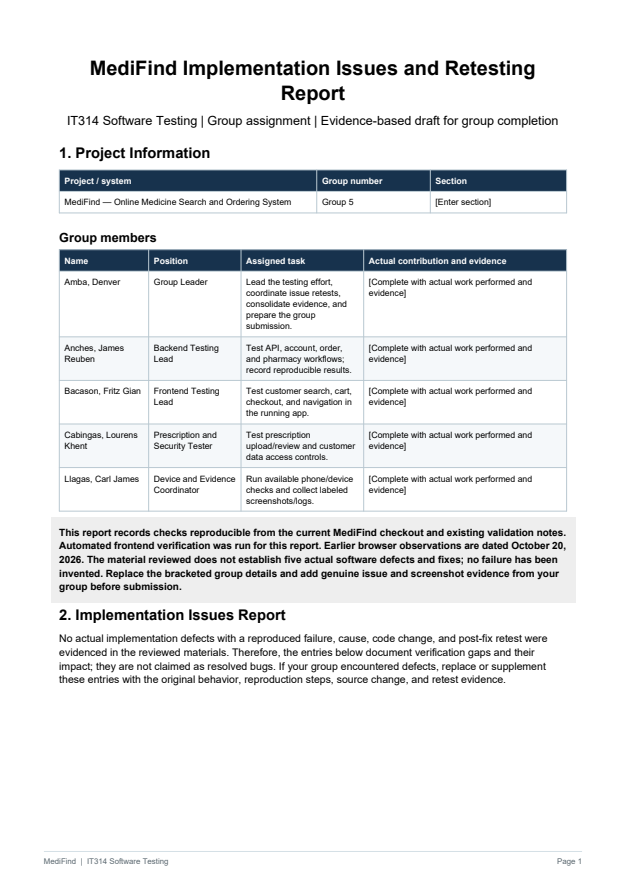 MediFind Implementation Issues and Retesting
Report
IT314 Software Testing | Group assignment | Evidence-based draft for group completion
1. Project Information
Project / system Group number Section
MediFind — Online Medicine Search and Ordering System Group 5 [Enter section]
Group members
Name Position Assigned task Actual contribution and evidence
Amba, Denver Group Leader Lead the testing effort, [Complete with actual work performed and
coordinate issue retests, evidence]
consolidate evidence, and
prepare the group
submission.
Anches, James Backend Testing Test API, account, order, [Complete with actual work performed and
Reuben Lead and pharmacy workflows; evidence]
record reproducible results.
Bacason, Fritz Gian Frontend Testing Test customer search, cart, [Complete with actual work performed and
Lead checkout, and navigation in evidence]
the running app.
Cabingas, Lourens Prescription and Test prescription [Complete with actual work performed and
Khent Security Tester upload/review and customer evidence]
data access controls.
Llagas, Carl James Device and Evidence Run available phone/device [Complete with actual work performed and
Coordinator checks and collect labeled evidence]
screenshots/logs.
This report records checks reproducible from the current MediFind checkout and existing validation notes.
Automated frontend verification was run for this report. Earlier browser observations are dated October 20,
2026. The material reviewed does not establish five actual software defects and fixes; no failure has been
invented. Replace the bracketed group details and add genuine issue and screenshot evidence from your
group before submission.
2. Implementation Issues Report
No actual implementation defects with a reproduced failure, cause, code change, and post-fix retest were
evidenced in the reviewed materials. Therefore, the entries below document verification gaps and their
impact; they are not claimed as resolved bugs. If your group encountered defects, replace or supplement
these entries with the original behavior, reproduction steps, source change, and retest evidence.
MediFind | IT314 Software Testing Page 1